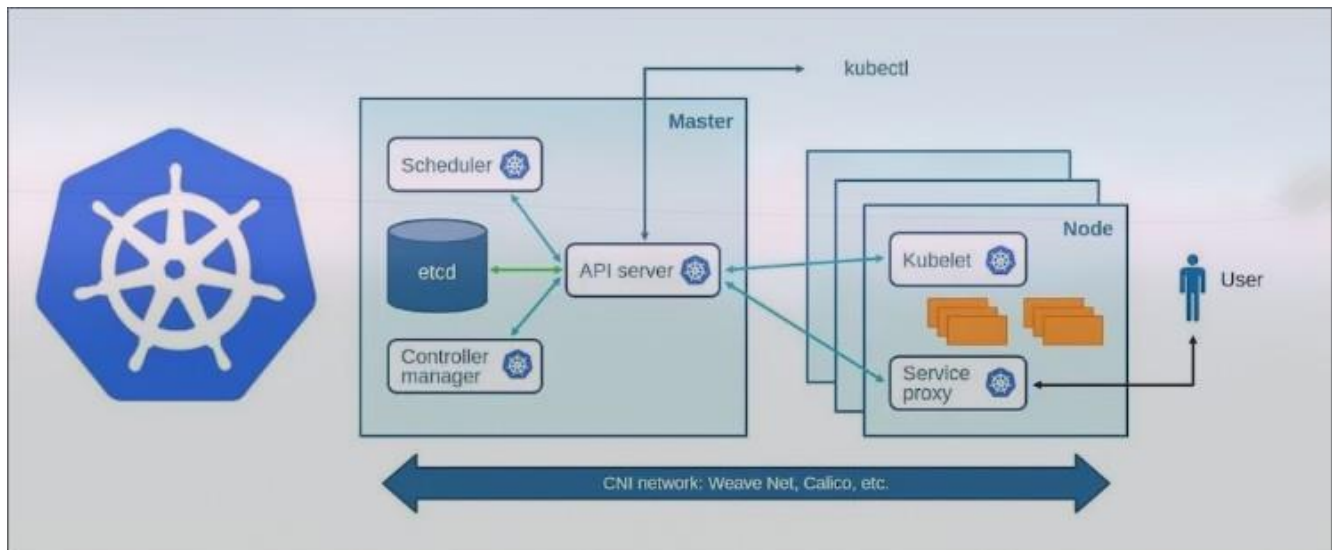 kubectl
Master
Scheduler
etcd
API server
Controller
manager
Node
Kubelet
Service
proxy
User
CNI network: Weave Net, Calico, etc.